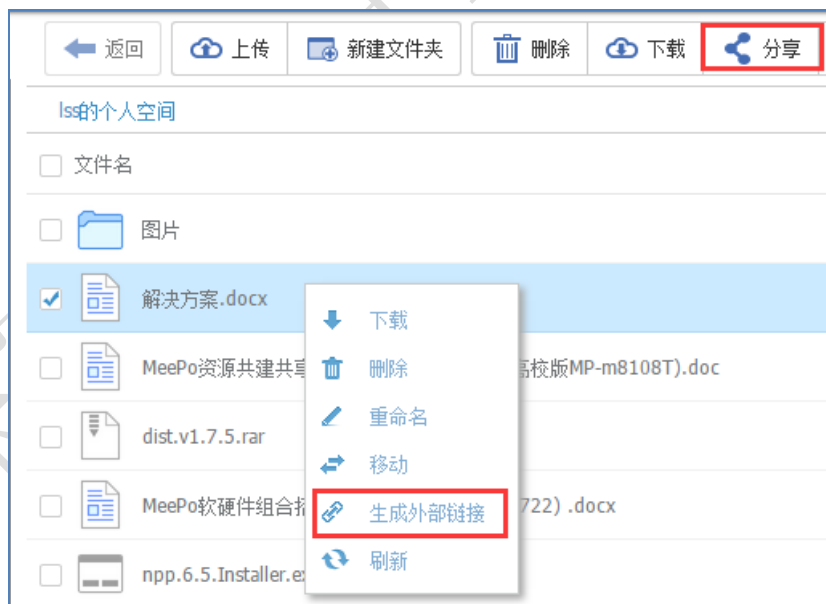 返回 上传 新建文件夹 删除 下载 分享
lss的个人空间
文件名
图片
解决方案.docx
下载
MeePo资源共建共 高校版MP-m8108T).doc
删除
重命名
dist.v1.7.5.rar
移动
MeePo软硬件组合 722) .docx
生成外部链接
刷新
npp.6.5.Installer.e